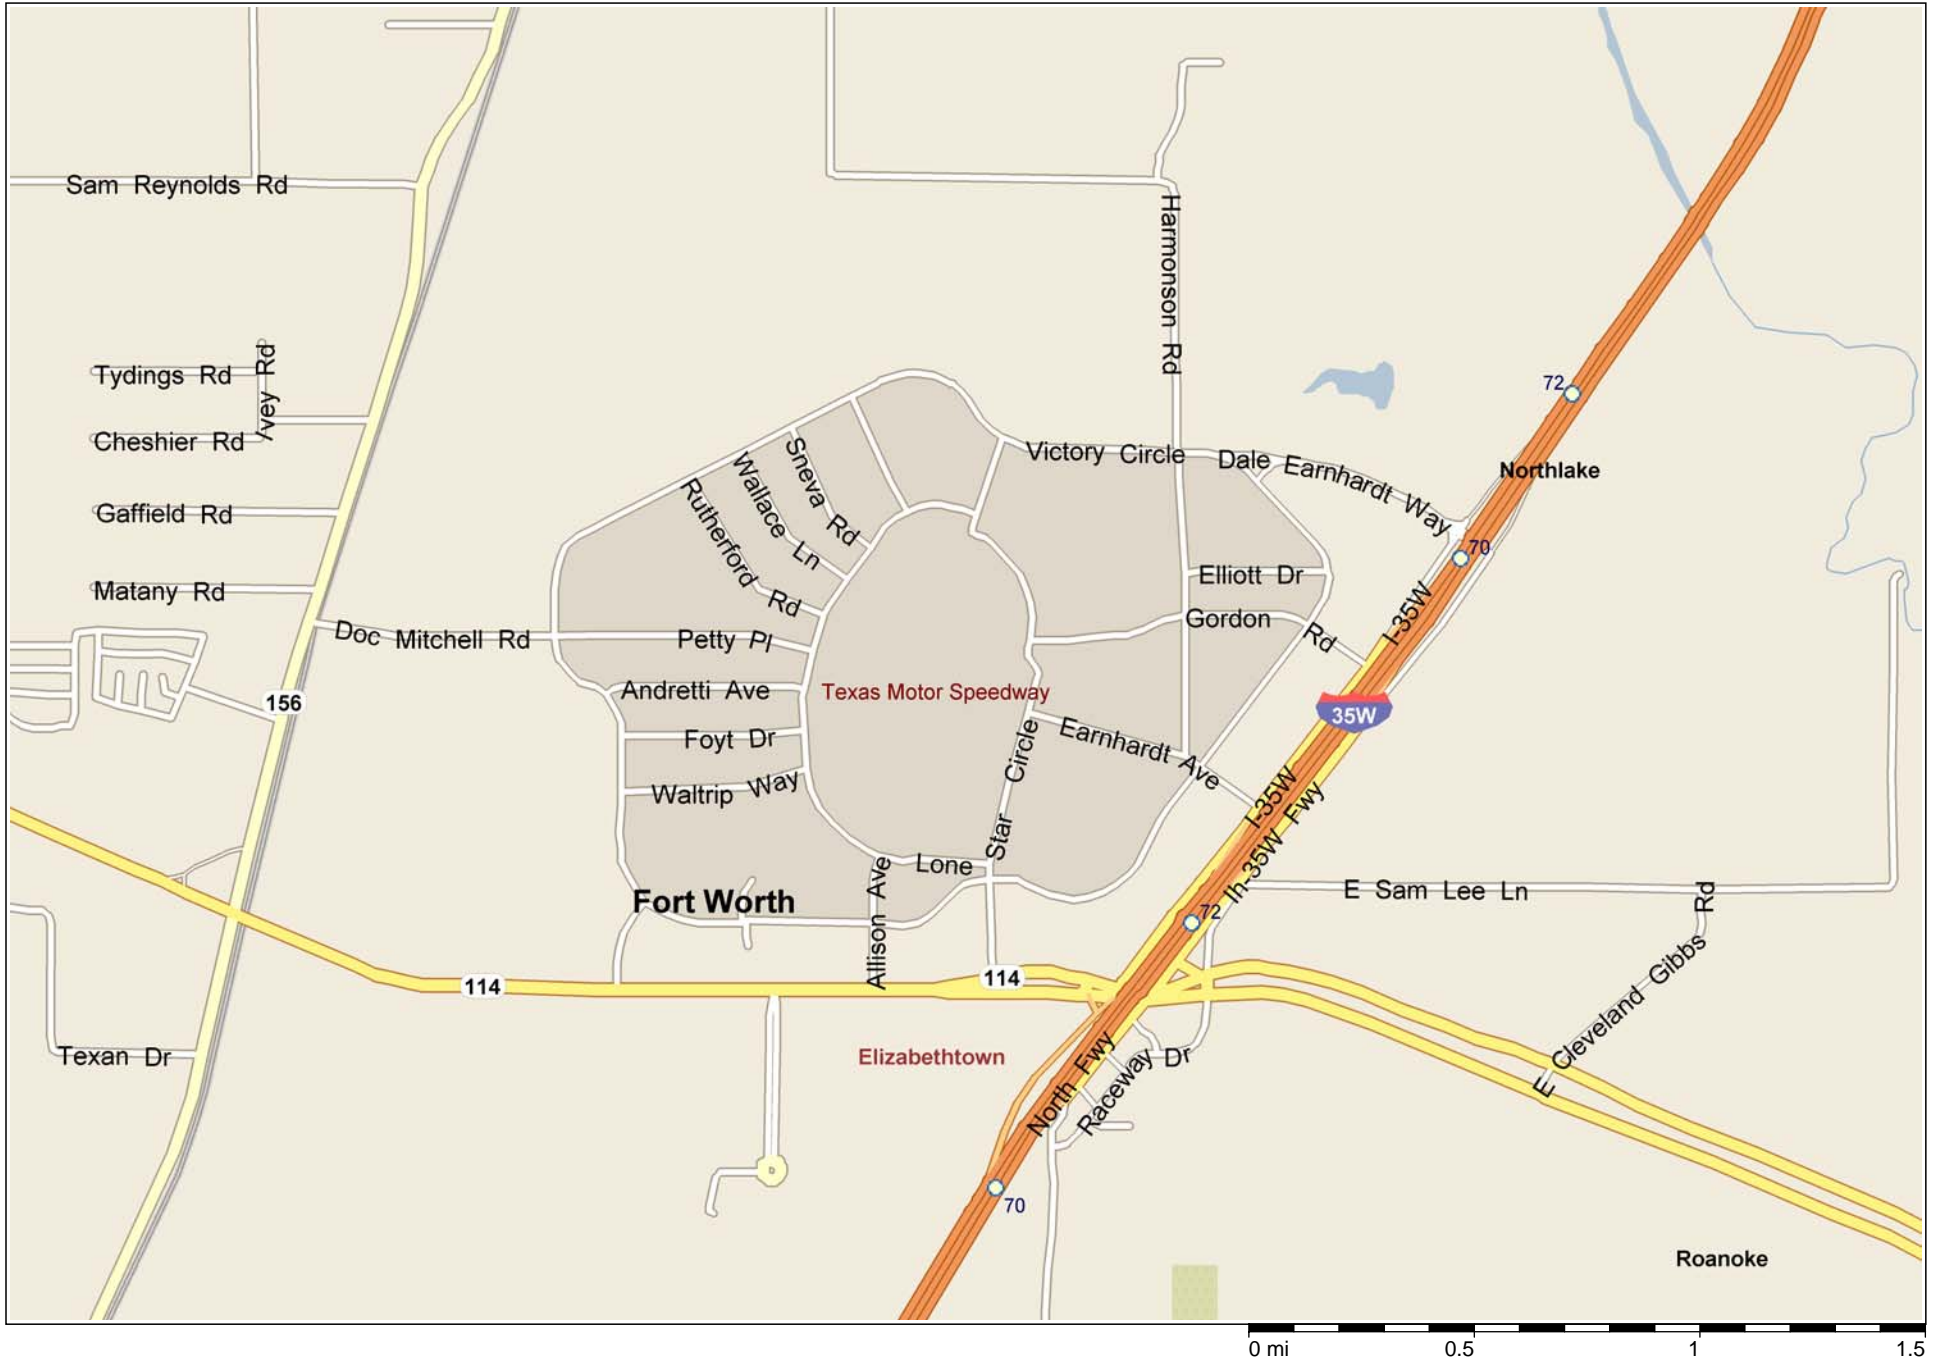 Sam Reynolds Rd
Harmonson Rd
Tydings Rd
Ivey Rd
Cheshier Rd
72
Victory Circle
Dale Earnhardt Way
Northlake
Sneva Rd
Wallace Ln
Rutherford Rd
Gaffield Rd
70
Elliott Dr
Matany Rd
Gordon Rd
I-35W
Doc Mitchell Rd
Petty Pl
Andretti Ave
Texas Motor Speedway
156
35W
Foyt Dr
Earnhardt Ave
Waltrip Way
I-35W
Ih-35W Fwy
Lone Star Circle
Allison Ave
Fort Worth
E Sam Lee Ln
72
114
114
E Cleveland Gibbs Rd
Texan Dr
Elizabethtown
North Fwy
Raceway Dr
70
Roanoke
0 mi 0.5 1 1.5